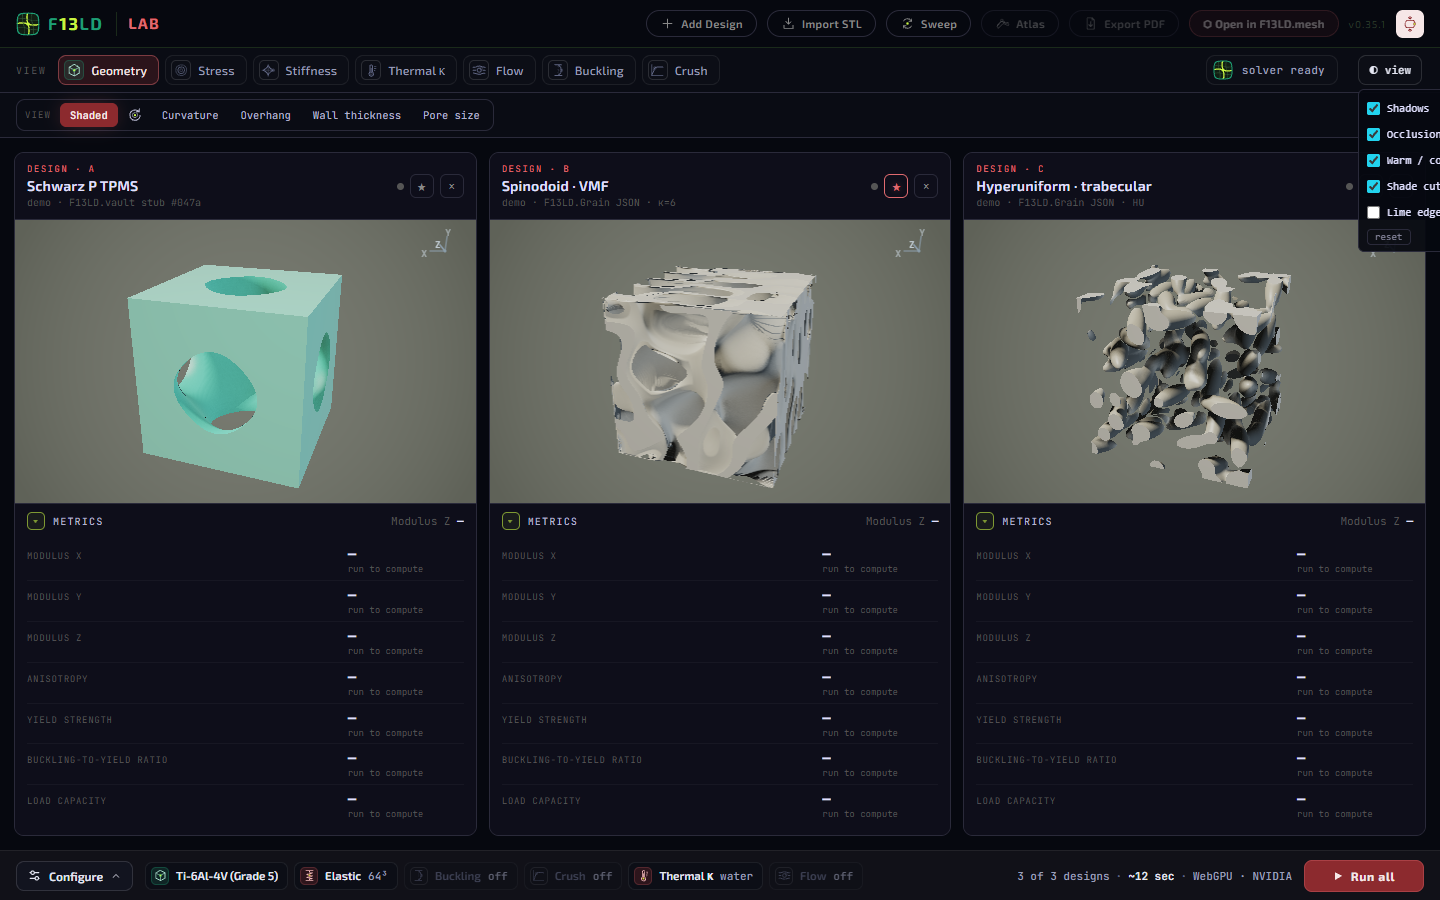 F13LD LAB
Add Design
Import STL
Sweep
Atlas
Export PDF
Open in F13LD.mesh
v0.35.1
VIEW
Geometry
Stress
Stiffness
Thermal κ
Flow
Buckling
Crush
solver ready
view
VIEW
Shaded
Curvature
Overhang
Wall thickness
Pore size
Shadows
Occlusion
Warm / co
Shade cut
Lime edge
reset
DESIGN · A
Schwarz P TPMS
demo · F13LD.vault stub #047a
Y
Z
X
METRICS
Modulus Z —
MODULUS X
—
run to compute
MODULUS Y
—
run to compute
MODULUS Z
—
run to compute
ANISOTROPY
—
run to compute
YIELD STRENGTH
—
run to compute
BUCKLING-TO-YIELD RATIO
—
run to compute
LOAD CAPACITY
—
run to compute
DESIGN · B
Spinodoid · VMF
demo · F13LD.Grain JSON · κ=6
Y
Z
X
METRICS
Modulus Z —
MODULUS X
—
run to compute
MODULUS Y
—
run to compute
MODULUS Z
—
run to compute
ANISOTROPY
—
run to compute
YIELD STRENGTH
—
run to compute
BUCKLING-TO-YIELD RATIO
—
run to compute
LOAD CAPACITY
—
run to compute
DESIGN · C
Hyperuniform · trabecular
demo · F13LD.Grain JSON · HU
X
METRICS
Modulus Z —
MODULUS X
—
run to compute
MODULUS Y
—
run to compute
MODULUS Z
—
run to compute
ANISOTROPY
—
run to compute
YIELD STRENGTH
—
run to compute
BUCKLING-TO-YIELD RATIO
—
run to compute
LOAD CAPACITY
—
run to compute
Configure
Ti-6Al-4V (Grade 5)
Elastic 64³
Buckling off
Crush off
Thermal κ water
Flow off
3 of 3 designs · ~12 sec · WebGPU · NVIDIA
Run all